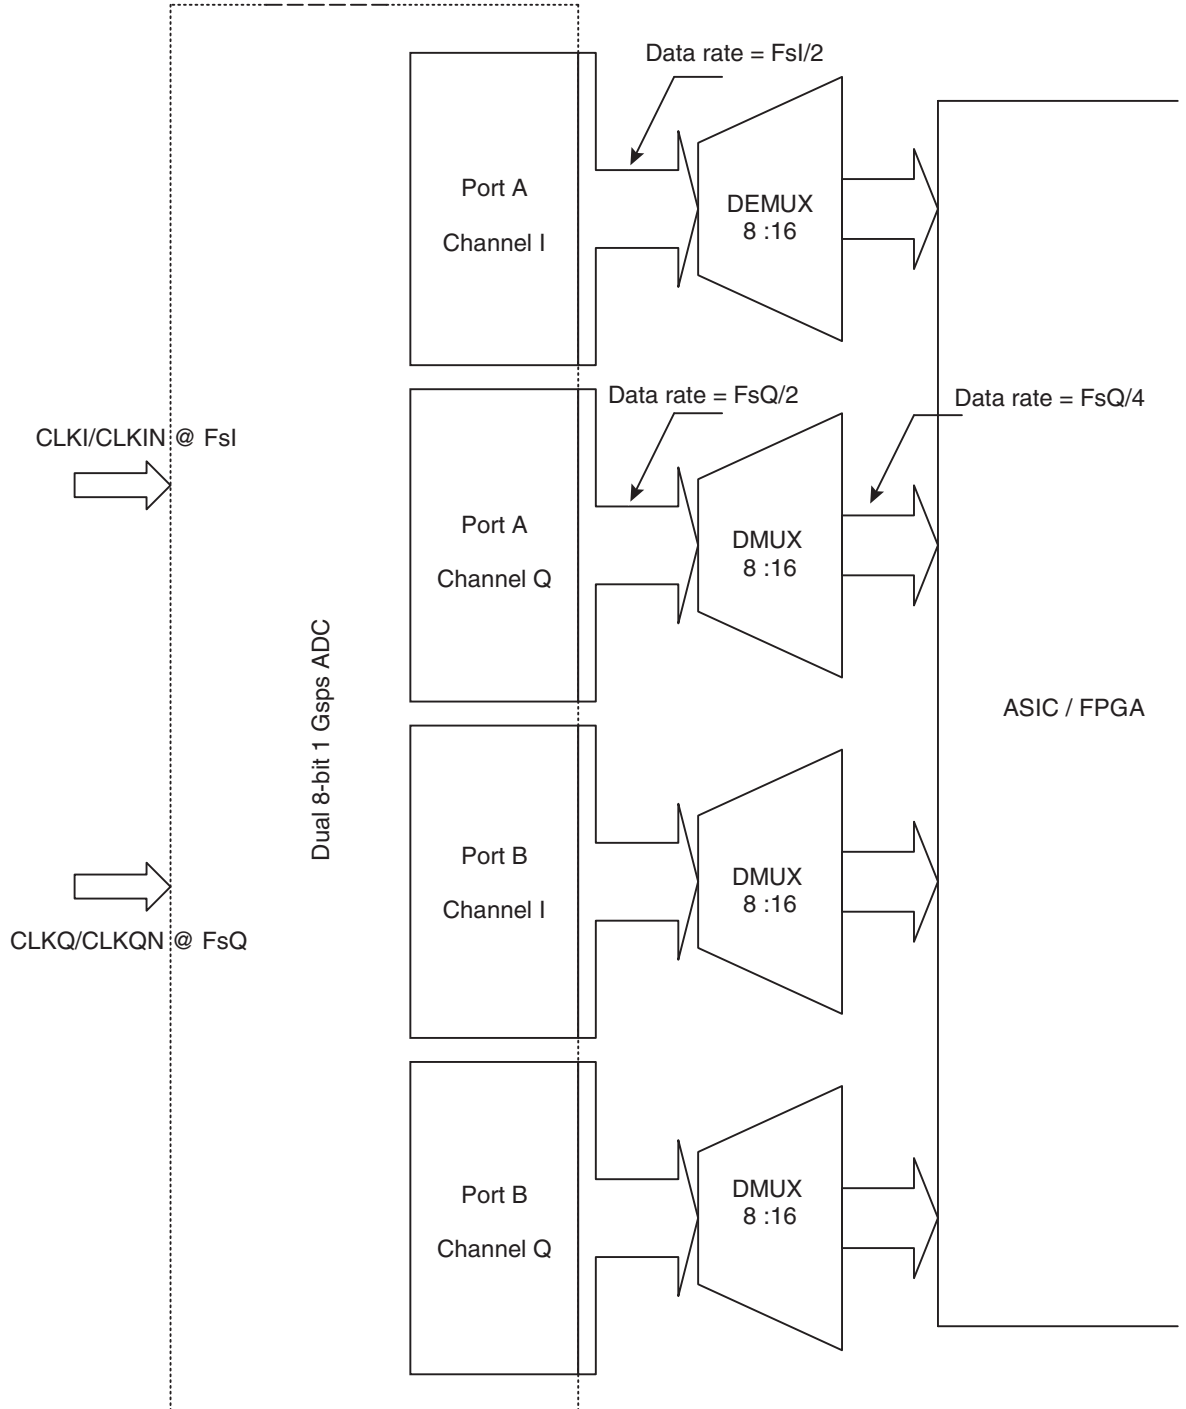 Data rate = FsI/2
Port A
Channel I
DEMUX
8 :16
Data rate = FsQ/2
Data rate = FsQ/4
CLKI/CLKIN @ FsI
Port A
Channel Q
DMUX
8 :16
Dual 8-bit 1 Gsps ADC
ASIC / FPGA
Port B
Channel I
DMUX
8 :16
CLKQ/CLKQN @ FsQ
Port B
Channel Q
DMUX
8 :16